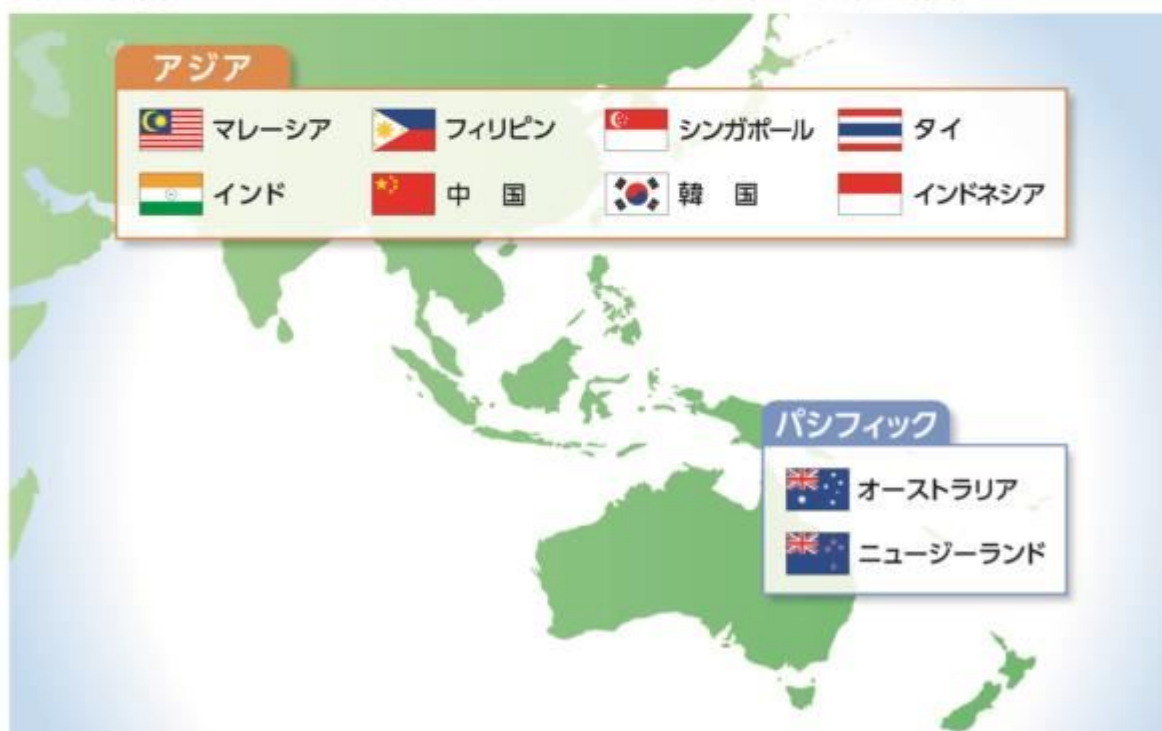 アジア
マレーシア フィリピン シンガポール タイ
インド 中 国 韓 国 インドネシア
パシフィック
オーストラリア
ニュージーランド